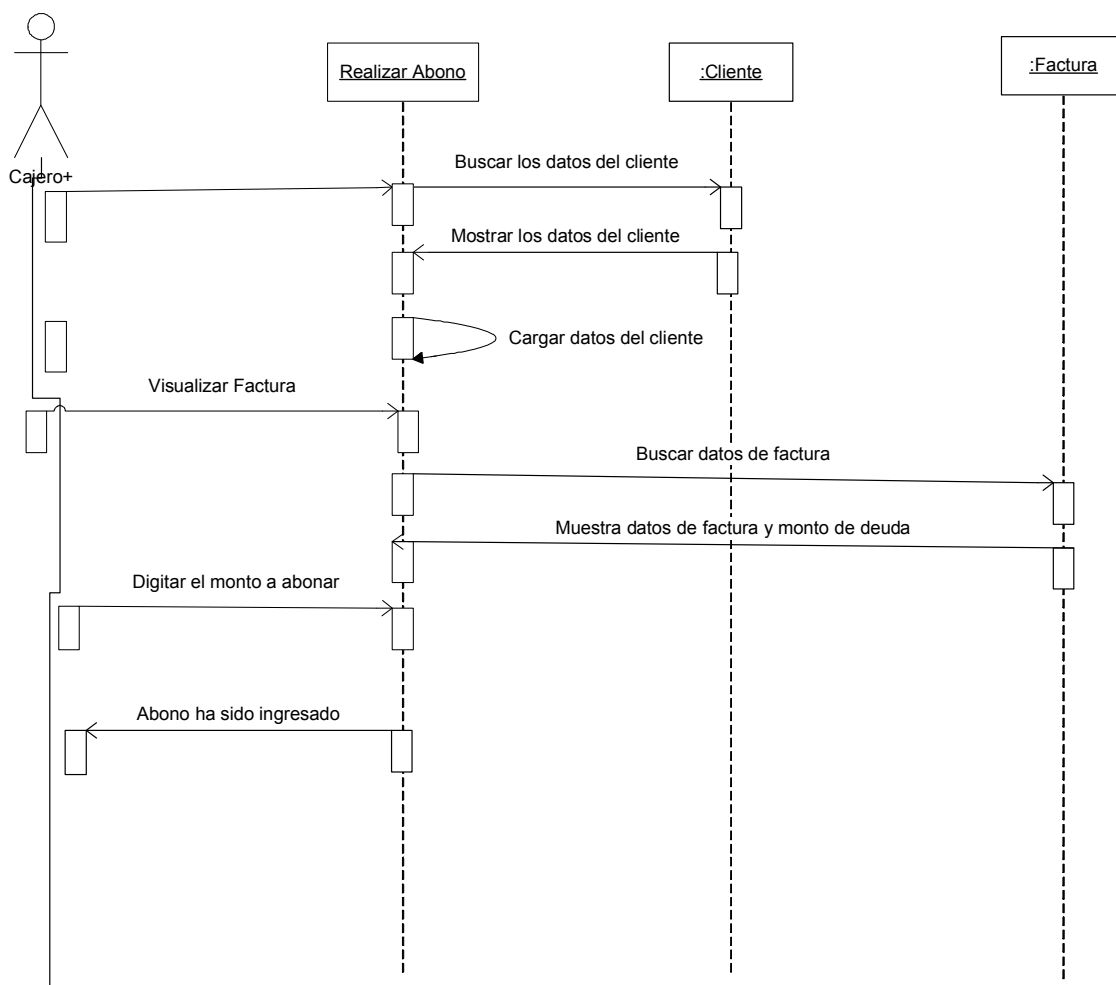 Realizar Abono
:Cliente
:Factura
Cajero+
Buscar los datos del cliente
Mostrar los datos del cliente
Cargar datos del cliente
Visualizar Factura
Buscar datos de factura
Muestra datos de factura y monto de deuda
Digitar el monto a abonar
Abono ha sido ingresado